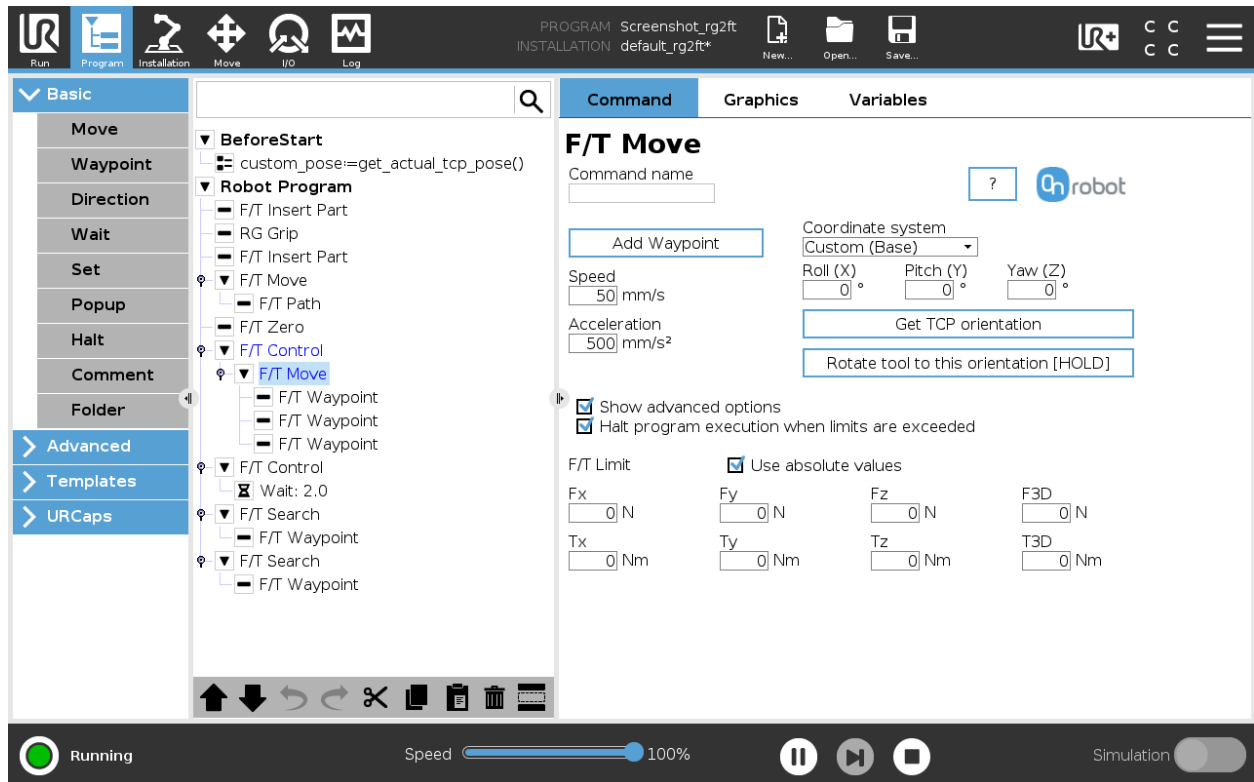 PROGRAM Screenshot_rg2ft
INSTALLATION default_rg2ft*
Run
Program
Installation
Move
I/O
Log
New...
Open...
Save...
UR
UR+
C C
C C
Basic
Move
Waypoint
Direction
Wait
Set
Popup
Halt
Comment
Folder
Advanced
Templates
URCaps
BeforeStart
custom_pose:=get_actual_tcp_pose()
Robot Program
F/T Insert Part
RG Grip
F/T Insert Part
F/T Move
F/T Path
F/T Zero
F/T Control
F/T Move
F/T Waypoint
F/T Waypoint
F/T Waypoint
F/T Control
Wait: 2.0
F/T Search
F/T Waypoint
F/T Search
F/T Waypoint
Command Graphics Variables
F/T Move
Command name
?
OnRobot
Add Waypoint
Coordinate system
Custom (Base)
Speed
50 mm/s
Roll (X) Pitch (Y) Yaw (Z)
0 ° 0 ° 0 °
Acceleration
500 mm/s²
Get TCP orientation
Rotate tool to this orientation [HOLD]
Show advanced options
Halt program execution when limits are exceeded
F/T Limit Use absolute values
Fx Fy Fz F3D
0 N 0 N 0 N 0 N
Tx Ty Tz T3D
0 Nm 0 Nm 0 Nm 0 Nm
Running
Speed 100%
Simulation